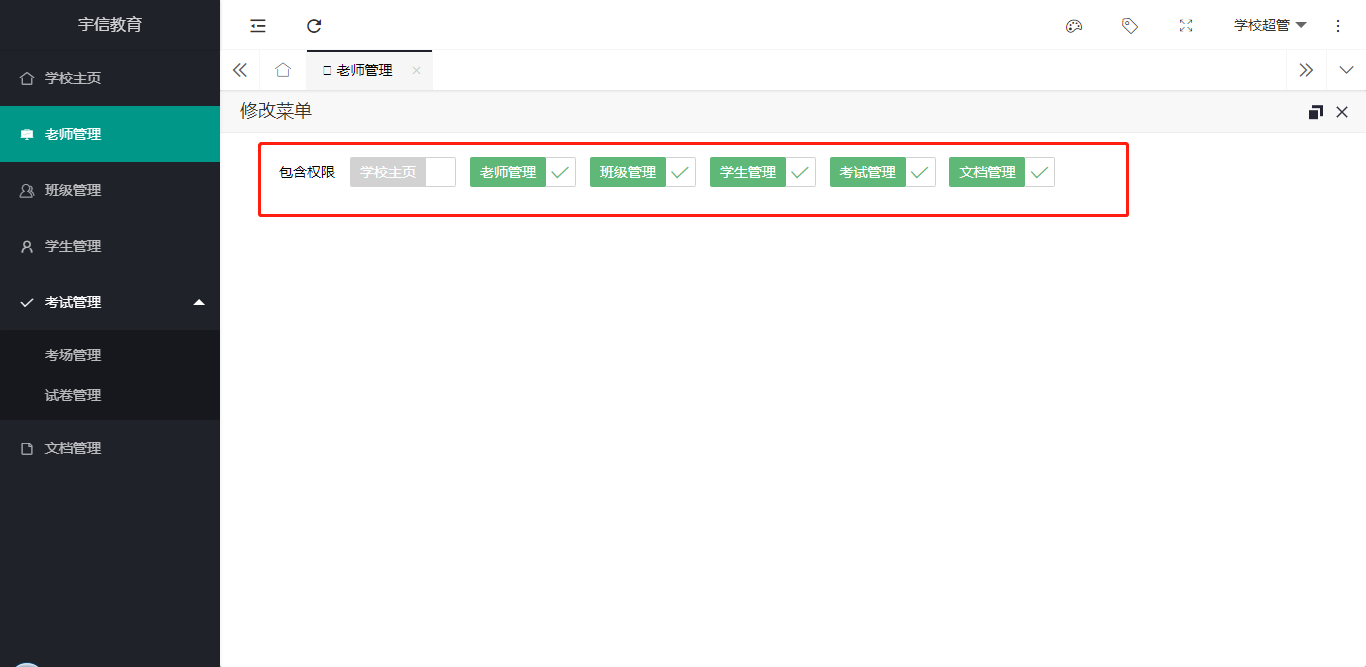 宇信教育
学校超管
学校主页
老师管理
班级管理
学生管理
考试管理
考场管理
试卷管理
文档管理
老师管理
修改菜单
包含权限 学校主页 老师管理 班级管理 学生管理 考试管理 文档管理